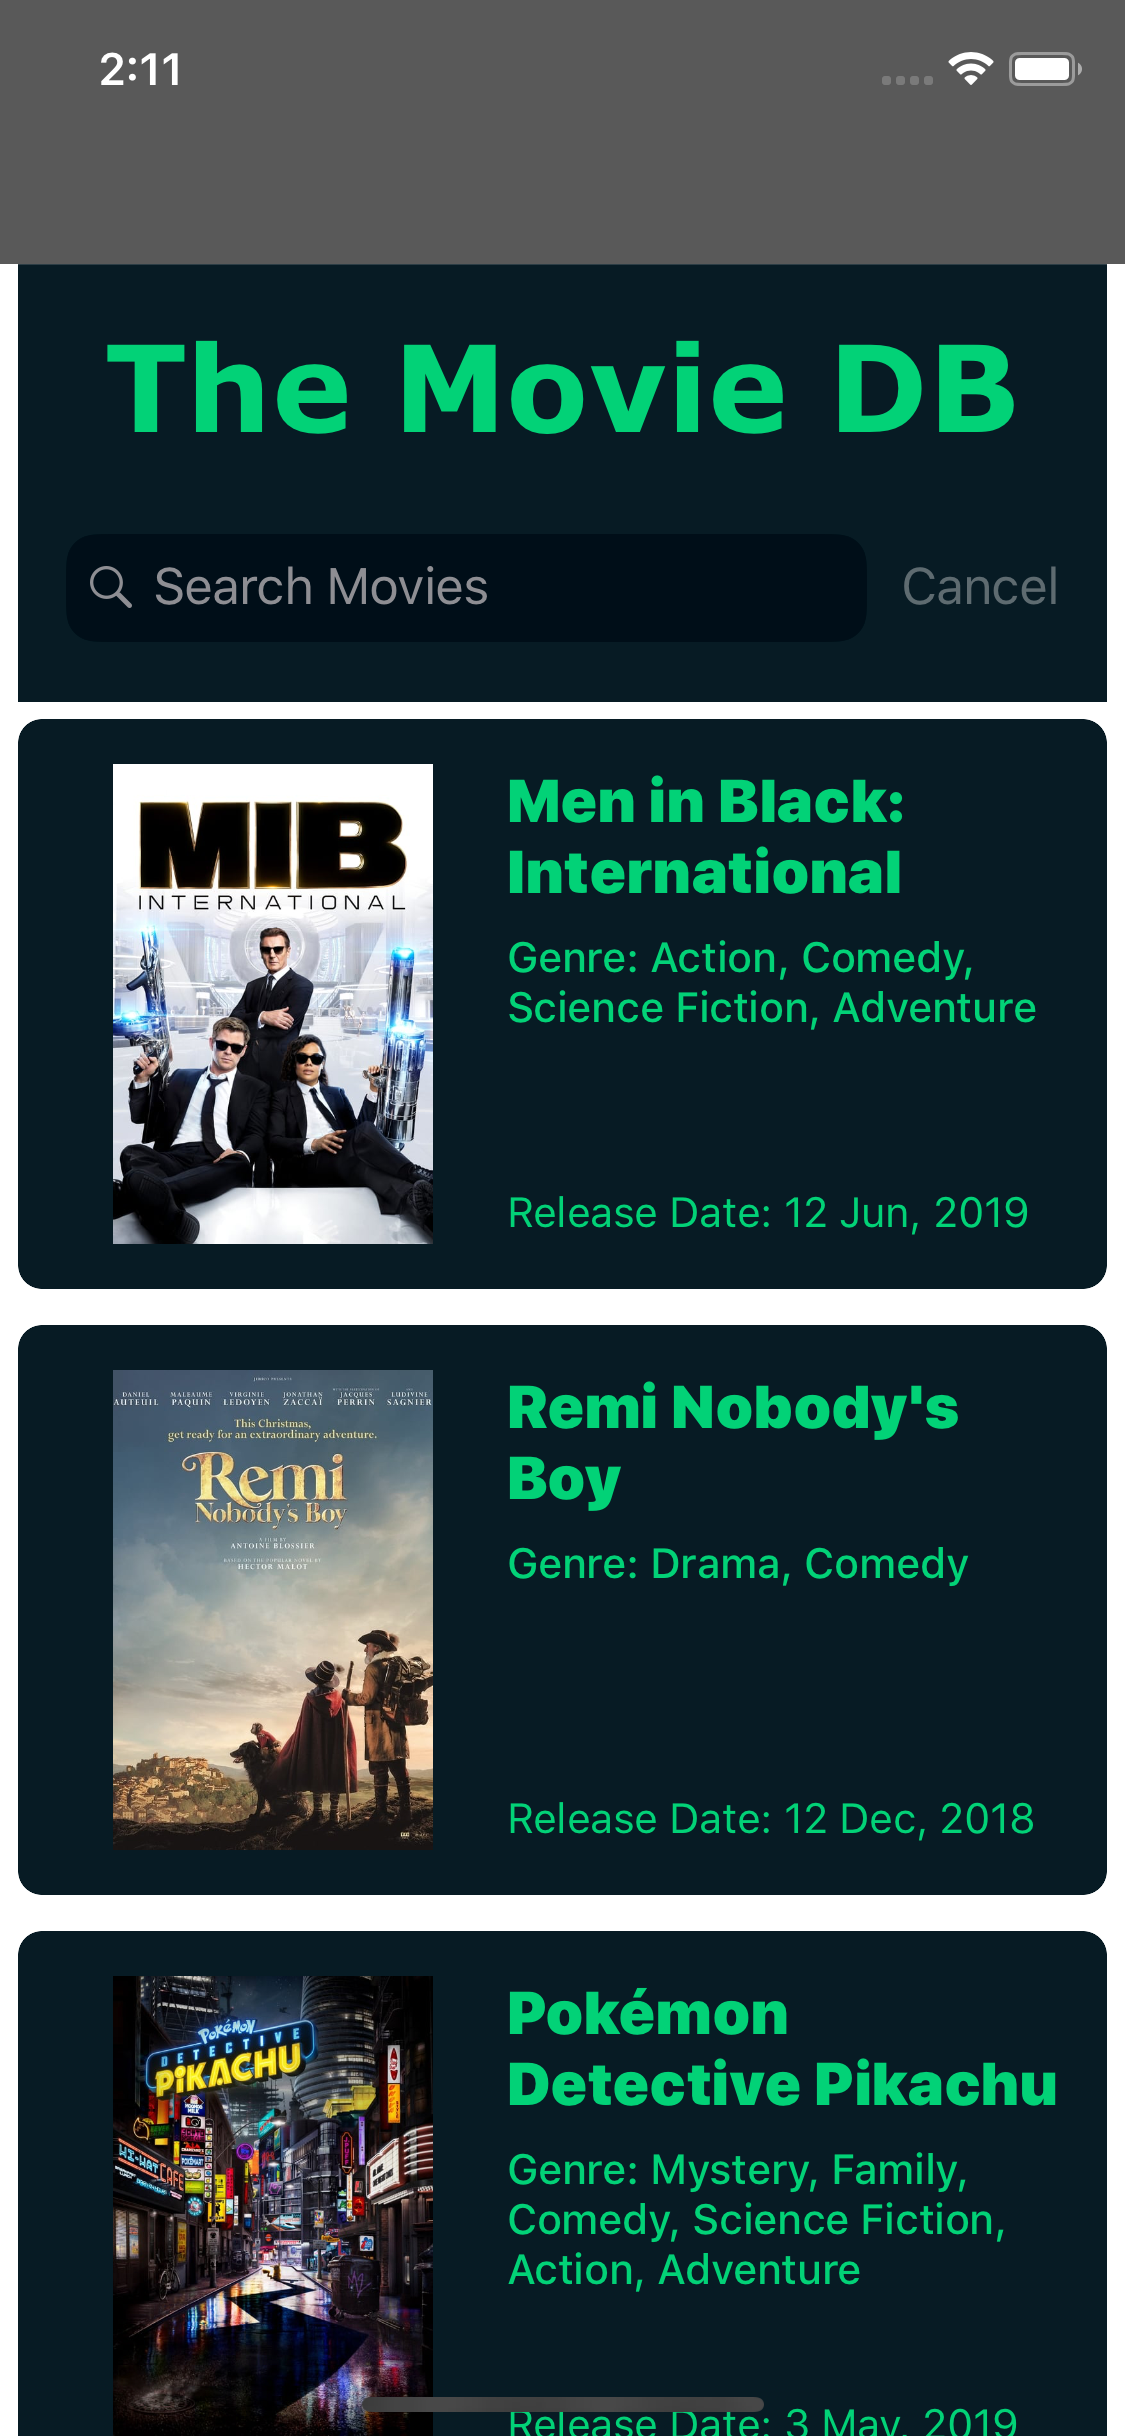 2:11
The Movie DB
Search Movies
Cancel
MIB
INTERNATIONAL
Men in Black:
International
Genre: Action, Comedy,
Science Fiction, Adventure
Release Date: 12 Jun, 2019
DANIEL AUTEUIL MALEAUME PAQUIN VIRGINIE LEDOYEN JONATHAN ZACCAÏ JACQUES PERRIN LUDIVINE SAGNIER
This Christmas,
get ready for an extraordinary adventure.
Remi
Nobody's Boy
A FILM BY
ANTOINE BLOSSIER
BASED ON THE POPULAR NOVEL BY
HECTOR MALOT
Remi Nobody's
Boy
Genre: Drama, Comedy
Release Date: 12 Dec, 2018
POKÉMON
DETECTIVE
PIKACHU
HI-HAT CAFE
Pokémon
Detective Pikachu
Genre: Mystery, Family,
Comedy, Science Fiction,
Action, Adventure
Release Date: 3 May, 2019